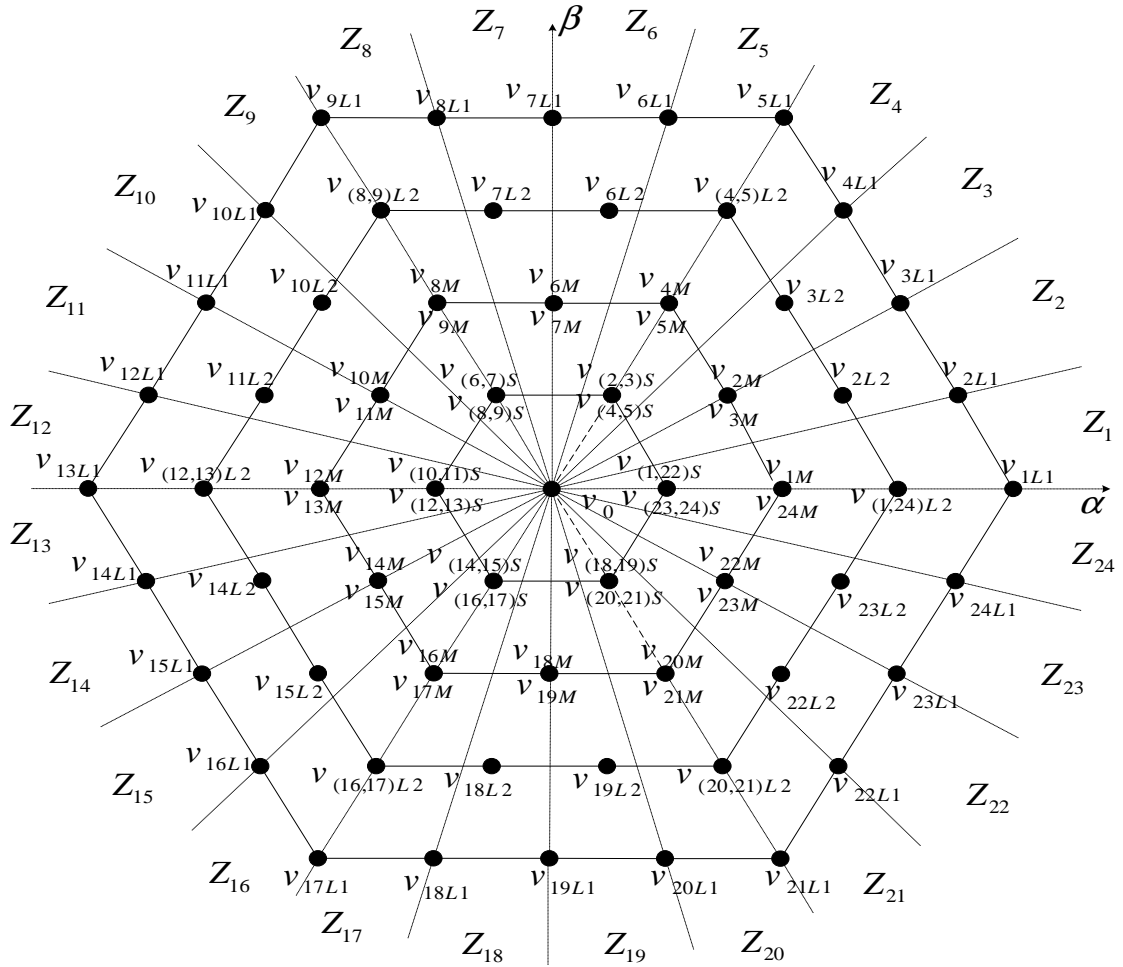 Z₈ Z₇ β Z₆ Z₅
v₉L1 v₈L1 v₇L1 v₆L1 v₅L1 Z₄
Z₉
Z₁₀ v₍₈,₉₎L2 v₇L2 v₆L2 v₍₄,₅₎L2 v₄L1 Z₃
v₁₀L1
v₁₁L1 v₁₀L2 v₈M v₆M v₄M v₃L2 v₃L1
Z₁₁ v₉M v₇M v₅M Z₂
v₁₂L1 v₁₁L2 v₁₀M v₍₆,₇₎S v₍₂,₃₎S v₂M v₂L2 v₂L1
v₁₁M v₍₈,₉₎S v₍₄,₅₎S v₃M
Z₁₂ Z₁
v₁₃L1 v₍₁₂,₁₃₎L2 v₁₂M v₍₁₀,₁₁₎S v₍₁,₂₂₎S v₁M v₁L1
v₁₃M v₍₁₂,₁₃₎S v₀ v₍₂₃,₂₄₎S v₂₄M v₍₁,₂₄₎L2 α
Z₁₃ Z₂₄
v₁₄L1 v₁₄L2 v₁₄M v₍₁₄,₁₅₎S v₍₁₈,₁₉₎S v₂₂M
v₁₅M v₍₁₆,₁₇₎S v₍₂₀,₂₁₎S v₂₃M v₂₃L2 v₂₄L1
Z₁₄ v₁₅L1 v₁₆M v₁₈M v₂₀M Z₂₃
v₁₅L2 v₁₇M v₁₉M v₂₁M v₂₂L2 v₂₃L1
v₁₆L1
Z₁₅ v₍₁₆,₁₇₎L2 v₁₈L2 v₁₉L2 v₍₂₀,₂₁₎L2 v₂₂L1 Z₂₂
Z₁₆ v₁₇L1 v₁₈L1 v₁₉L1 v₂₀L1 v₂₁L1 Z₂₁
Z₁₇ Z₁₈ Z₁₉ Z₂₀